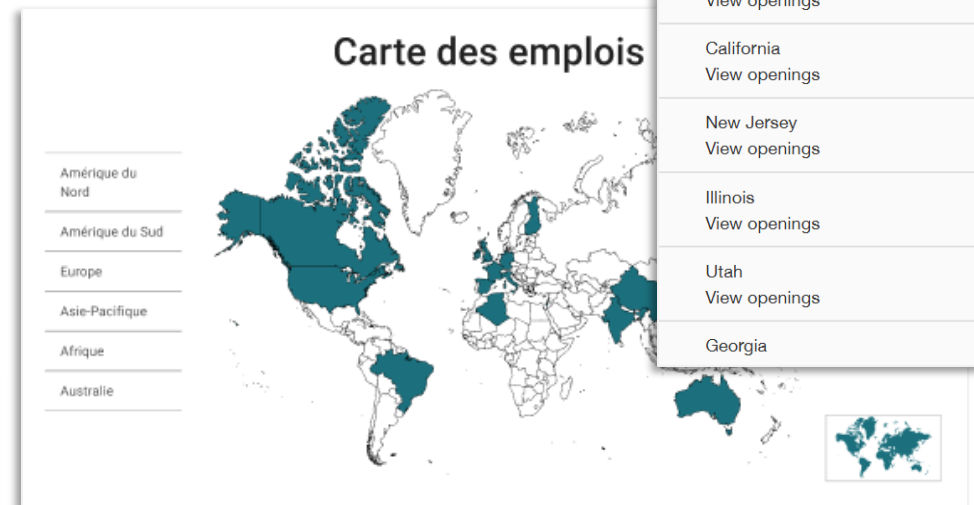 Carte des emplois
Amérique du
Nord
Amérique du Sud
Europe
Asie-Pacifique
Afrique
Australie
View openings
California
View openings
New Jersey
View openings
Illinois
View openings
Utah
View openings
Georgia